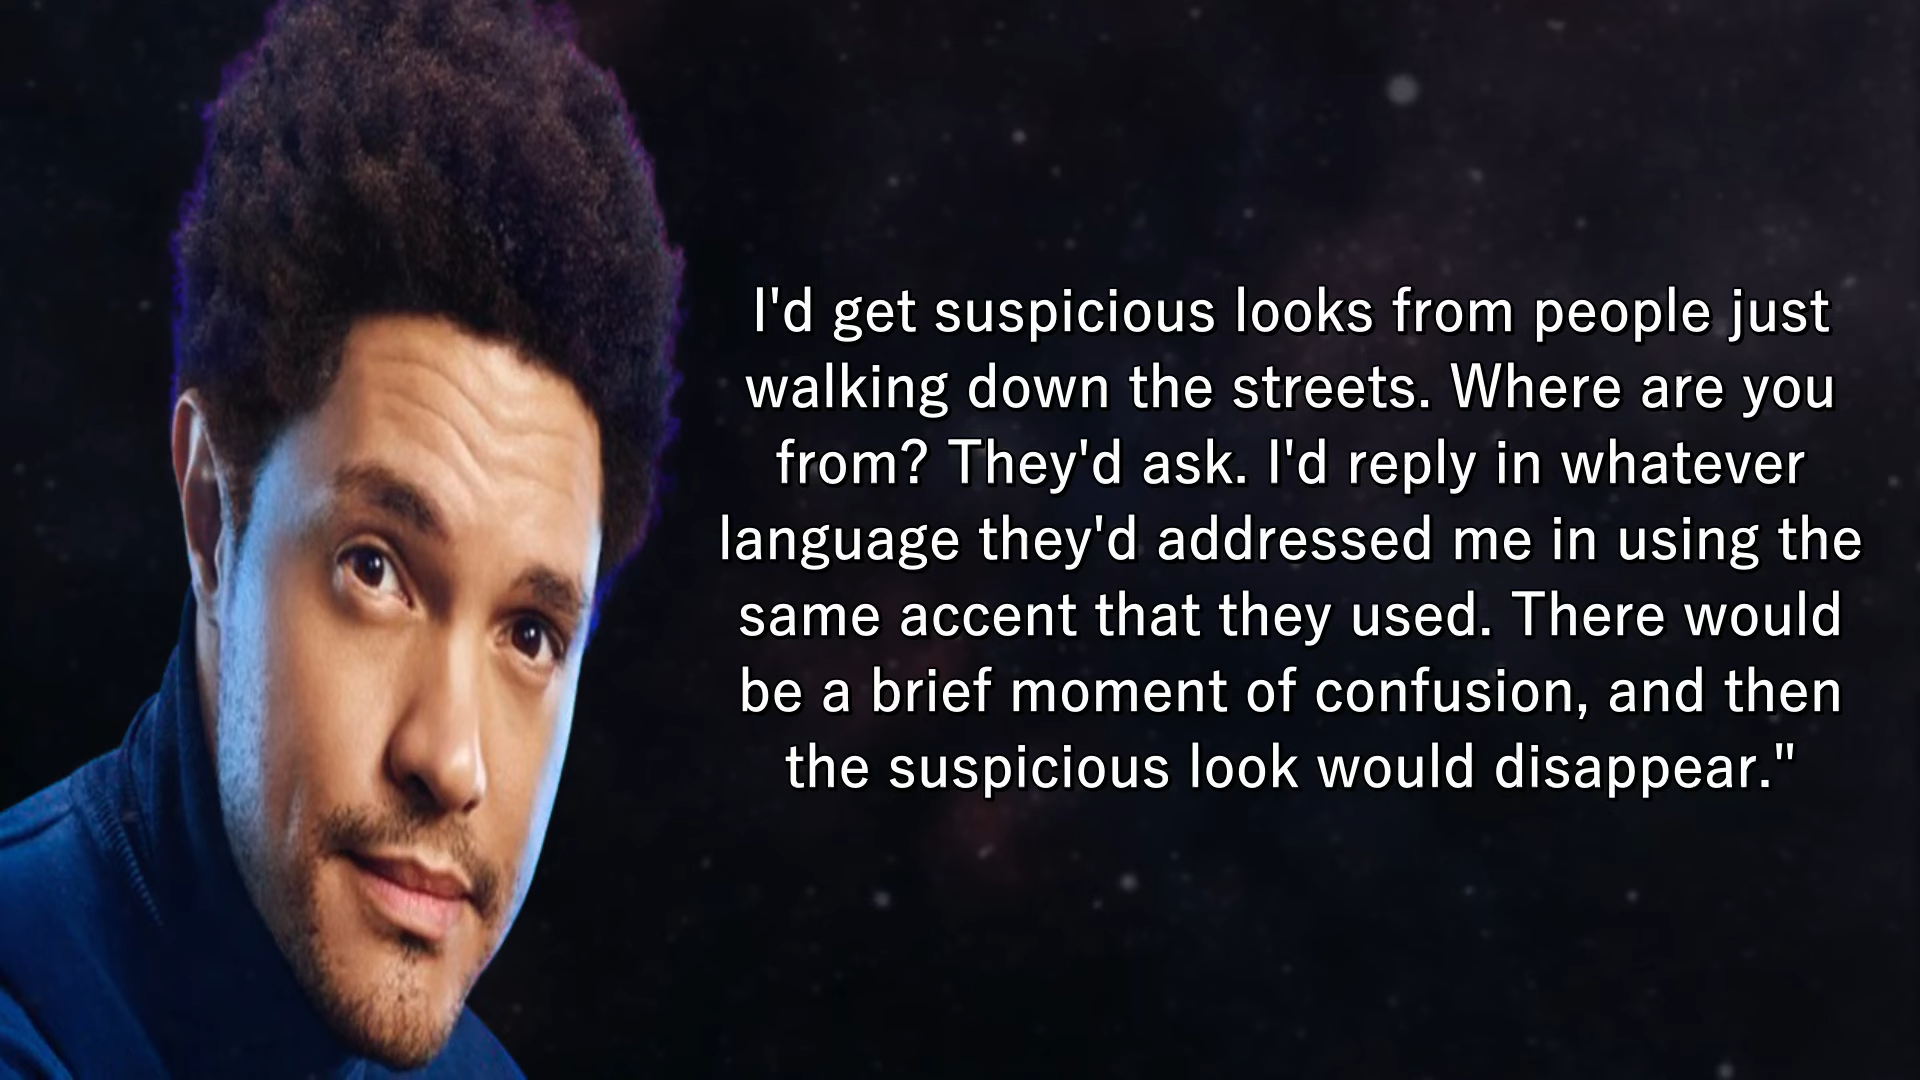 I'd get suspicious looks from people just
walking down the streets. Where are you
from? They'd ask. I'd reply in whatever
language they'd addressed me in using the
same accent that they used. There would
be a brief moment of confusion, and then
the suspicious look would disappear."